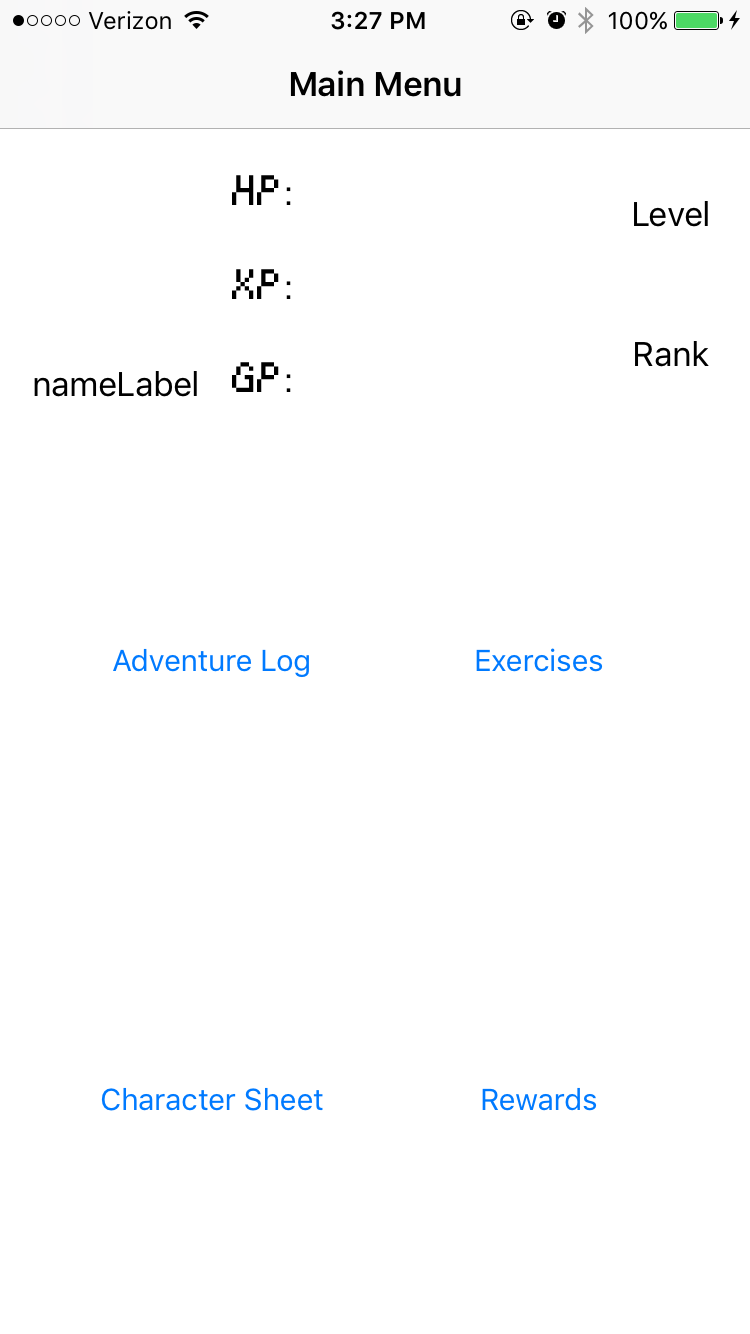 Verizon 3:27 PM 100%
Main Menu
HP:
Level
XP:
Rank
nameLabel GP:
Adventure Log Exercises
Character Sheet Rewards